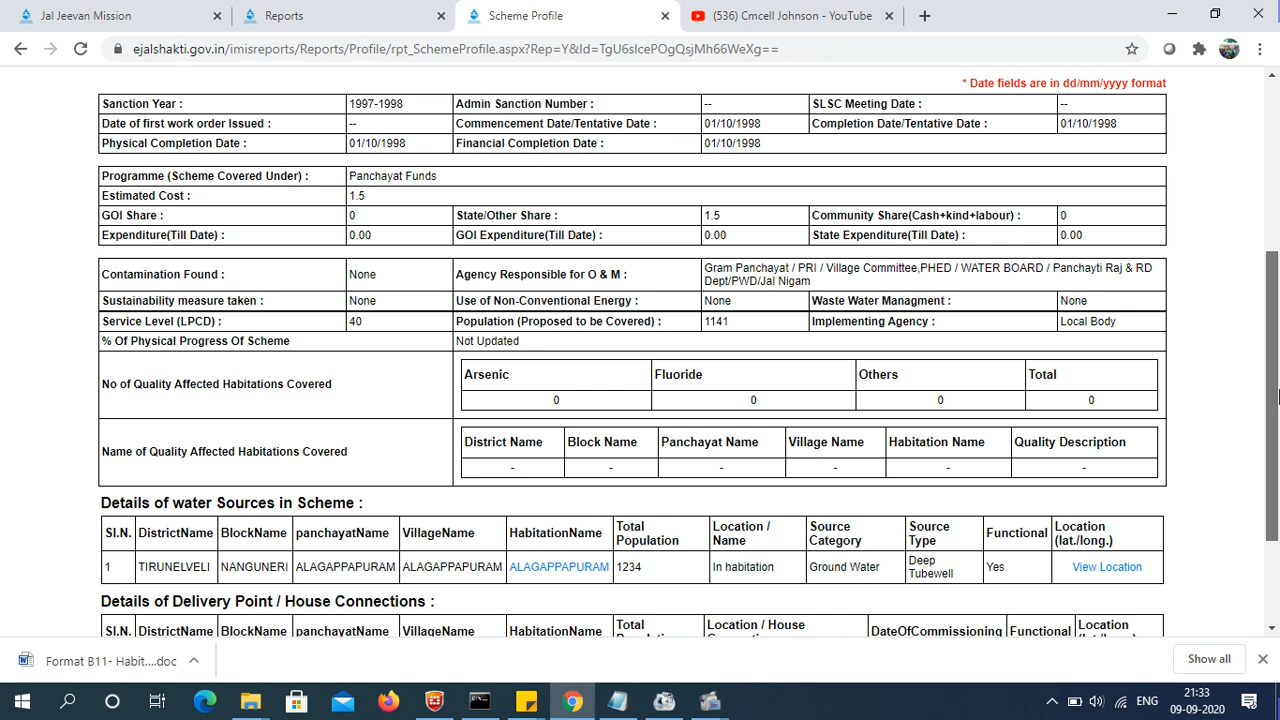 Jal Jeevan Mission
Reports
Scheme Profile
(536) Cmcell Johnson - YouTube
ejalshakti.gov.in/imisreports/Reports/Profile/rpt_SchemeProfile.aspx?Rep=Y&Id=TgU6slcePOgQsjMh66WeXg==
* Date fields are in dd/mm/yyyy format
Sanction Year : 1997-1998 Admin Sanction Number : -- SLSC Meeting Date : --
Date of first work order Issued : -- Commencement Date/Tentative Date : 01/10/1998 Completion Date/Tentative Date : 01/10/1998
Physical Completion Date : 01/10/1998 Financial Completion Date : 01/10/1998
Programme (Scheme Covered Under) : Panchayat Funds
Estimated Cost : 1.5
GOI Share : 0 State/Other Share : 1.5 Community Share(Cash+kind+labour) : 0
Expenditure(Till Date) : 0.00 GOI Expenditure(Till Date) : 0.00 State Expenditure(Till Date) : 0.00
Contamination Found : None Agency Responsible for O & M : Gram Panchayat / PRI / Village Committee,PHED / WATER BOARD / Panchayti Raj & RD
Dept/PWD/Jal Nigam
Sustainability measure taken : None Use of Non-Conventional Energy : None Waste Water Managment : None
Service Level (LPCD) : 40 Population (Proposed to be Covered) : 1141 Implementing Agency : Local Body
% Of Physical Progress Of Scheme Not Updated
No of Quality Affected Habitations Covered
Arsenic Fluoride Others Total
0 0 0 0
Name of Quality Affected Habitations Covered
District Name Block Name Panchayat Name Village Name Habitation Name Quality Description
- - - - - -
Details of water Sources in Scheme :
Sl.N. DistrictName BlockName panchayatName VillageName HabitationName Total Population Location / Name Source Category Source Type Functional Location (lat./long.)
1 TIRUNELVELI NANGUNERI ALAGAPPAPURAM ALAGAPPAPURAM ALAGAPPAPURAM 1234 In habitation Ground Water Deep Tubewell Yes View Location
Details of Delivery Point / House Connections :
Sl.N. DistrictName BlockName panchayatName VillageName HabitationName Total Location / House DateOfCommissioning Functional Location
Format B11- Habit....doc
Show all
ENG
21:33
09-09-2020